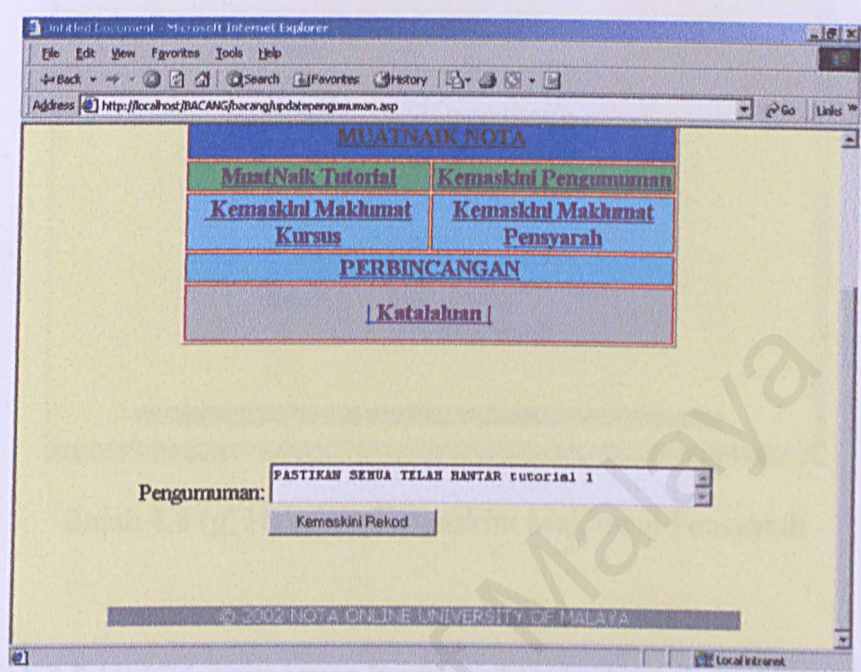 Untitled Document - Microsoft Internet Explorer
File Edit View Favorites Tools Help
Back Search Favorites History
Address http://localhost/BACANG/bacang/updatepengumuman.asp Go Links »
MUATNAIK NOTA
MuatNaik Tutorial Kemaskini Pengumuman
Kemaskini Maklumat Kursus Kemaskini Maklumat Pensyarah
PERBINCANGAN
| Katalaluan |
Pengumuman: PASTIKAN SEMUA TELAH HANTAR tutorial 1
Kemaskini Rekod
© 2002 NOTA ONLINE UNIVERSITY OF MALAYA
Local intranet
of Malaya